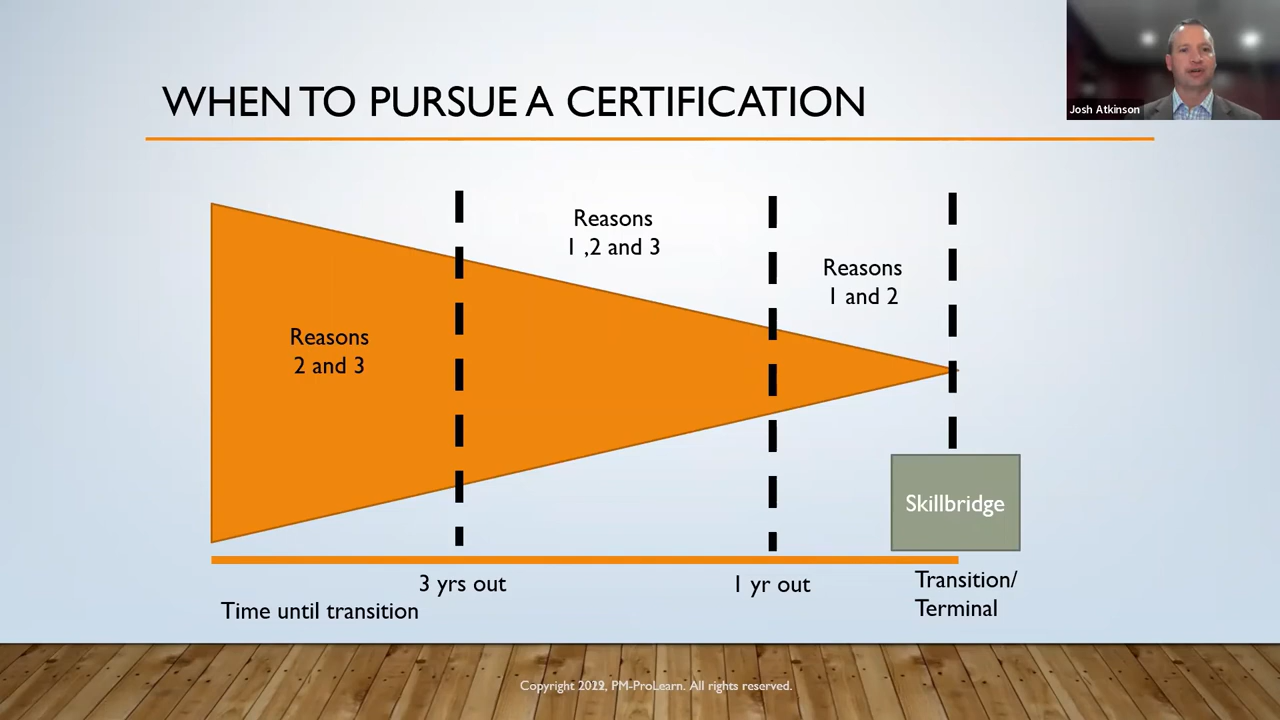 WHEN TO PURSUE A CERTIFICATION
Josh Atkinson
Reasons
2 and 3
Reasons
1 ,2 and 3
Reasons
1 and 2
Skillbridge
3 yrs out
1 yr out
Transition/
Terminal
Time until transition
Copyright PM-ProLearn. All rights reserved.